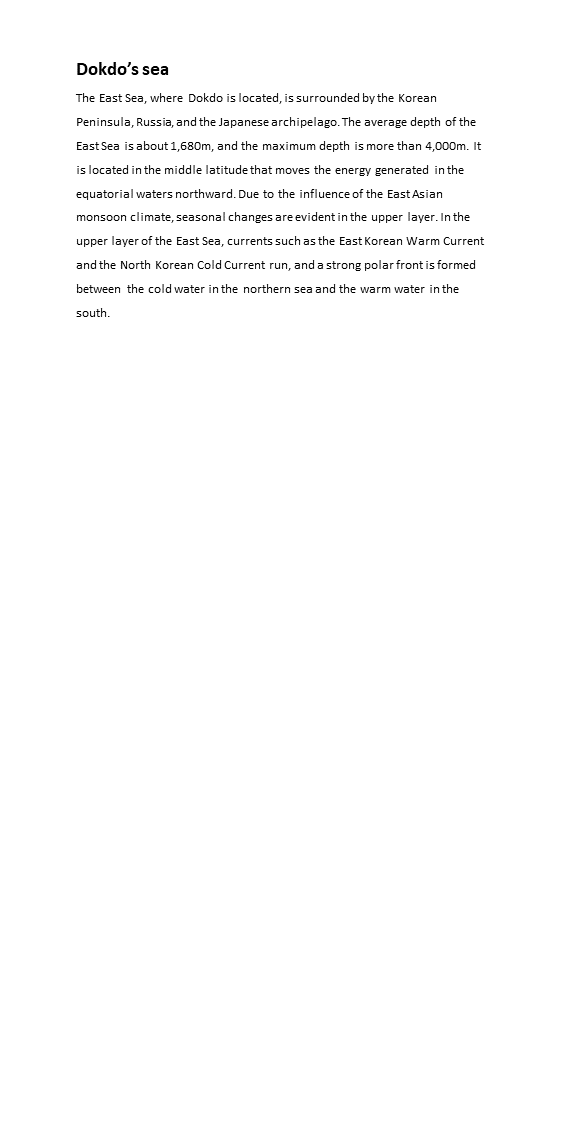 Dokdo’s sea
The East Sea, where Dokdo is located, is surrounded by the Korean
Peninsula, Russia, and the Japanese archipelago. The average depth of the
East Sea is about 1,680m, and the maximum depth is more than 4,000m. It
is located in the middle latitude that moves the energy generated in the
equatorial waters northward. Due to the influence of the East Asian
monsoon climate, seasonal changes are evident in the upper layer. In the
upper layer of the East Sea, currents such as the East Korean Warm Current
and the North Korean Cold Current run, and a strong polar front is formed
between the cold water in the northern sea and the warm water in the
south.